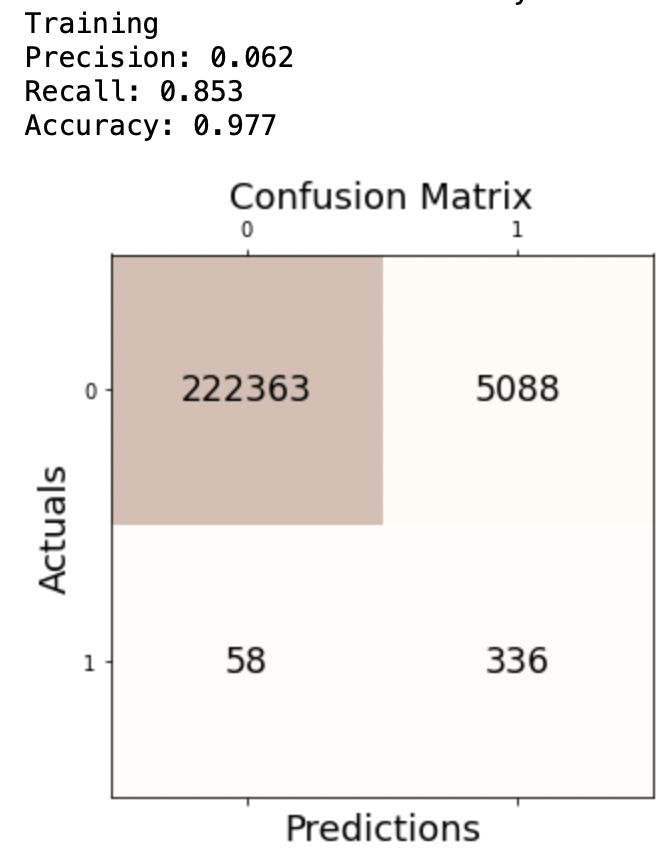 Training
Precision: 0.062
Recall: 0.853
Accuracy: 0.977
Confusion Matrix
0 1
0 222363 5088
Actuals
1 58 336
Predictions